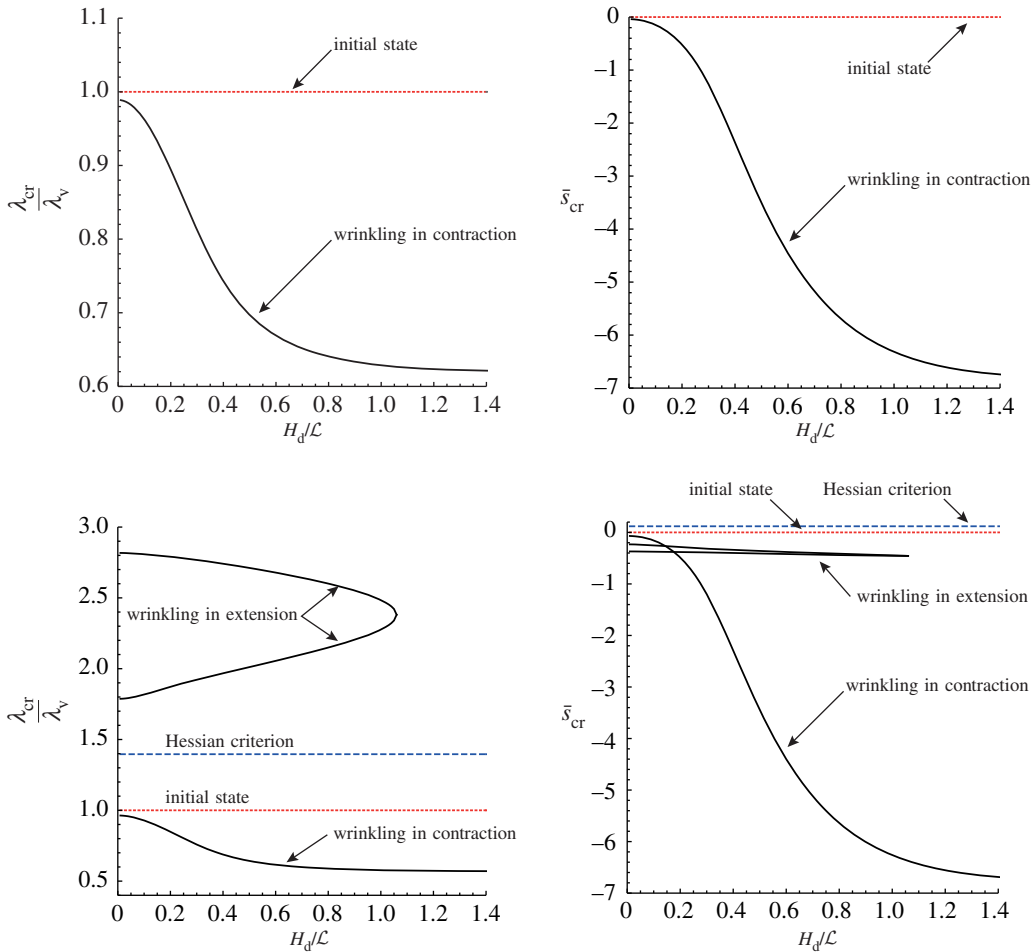 1.1
initial state
1.0
0.9
λcr
λv
0.8
wrinkling in contraction
0.7
0.6
0 0.2 0.4 0.6 0.8 1.0 1.2 1.4
Hd/ℒ
0
–1
initial state
–2
–3
wrinkling in contraction
s̄cr
–4
–5
–6
–7
0 0.2 0.4 0.6 0.8 1.0 1.2 1.4
Hd/ℒ
3.0
2.5
wrinkling in extension
2.0
λcr
λv
1.5
Hessian criterion
initial state
1.0
wrinkling in contraction
0.5
0 0.2 0.4 0.6 0.8 1.0 1.2 1.4
Hd/ℒ
initial state Hessian criterion
0
–1
wrinkling in extension
–2
–3
wrinkling in contraction
s̄cr
–4
–5
–6
–7
0 0.2 0.4 0.6 0.8 1.0 1.2 1.4
Hd/ℒ